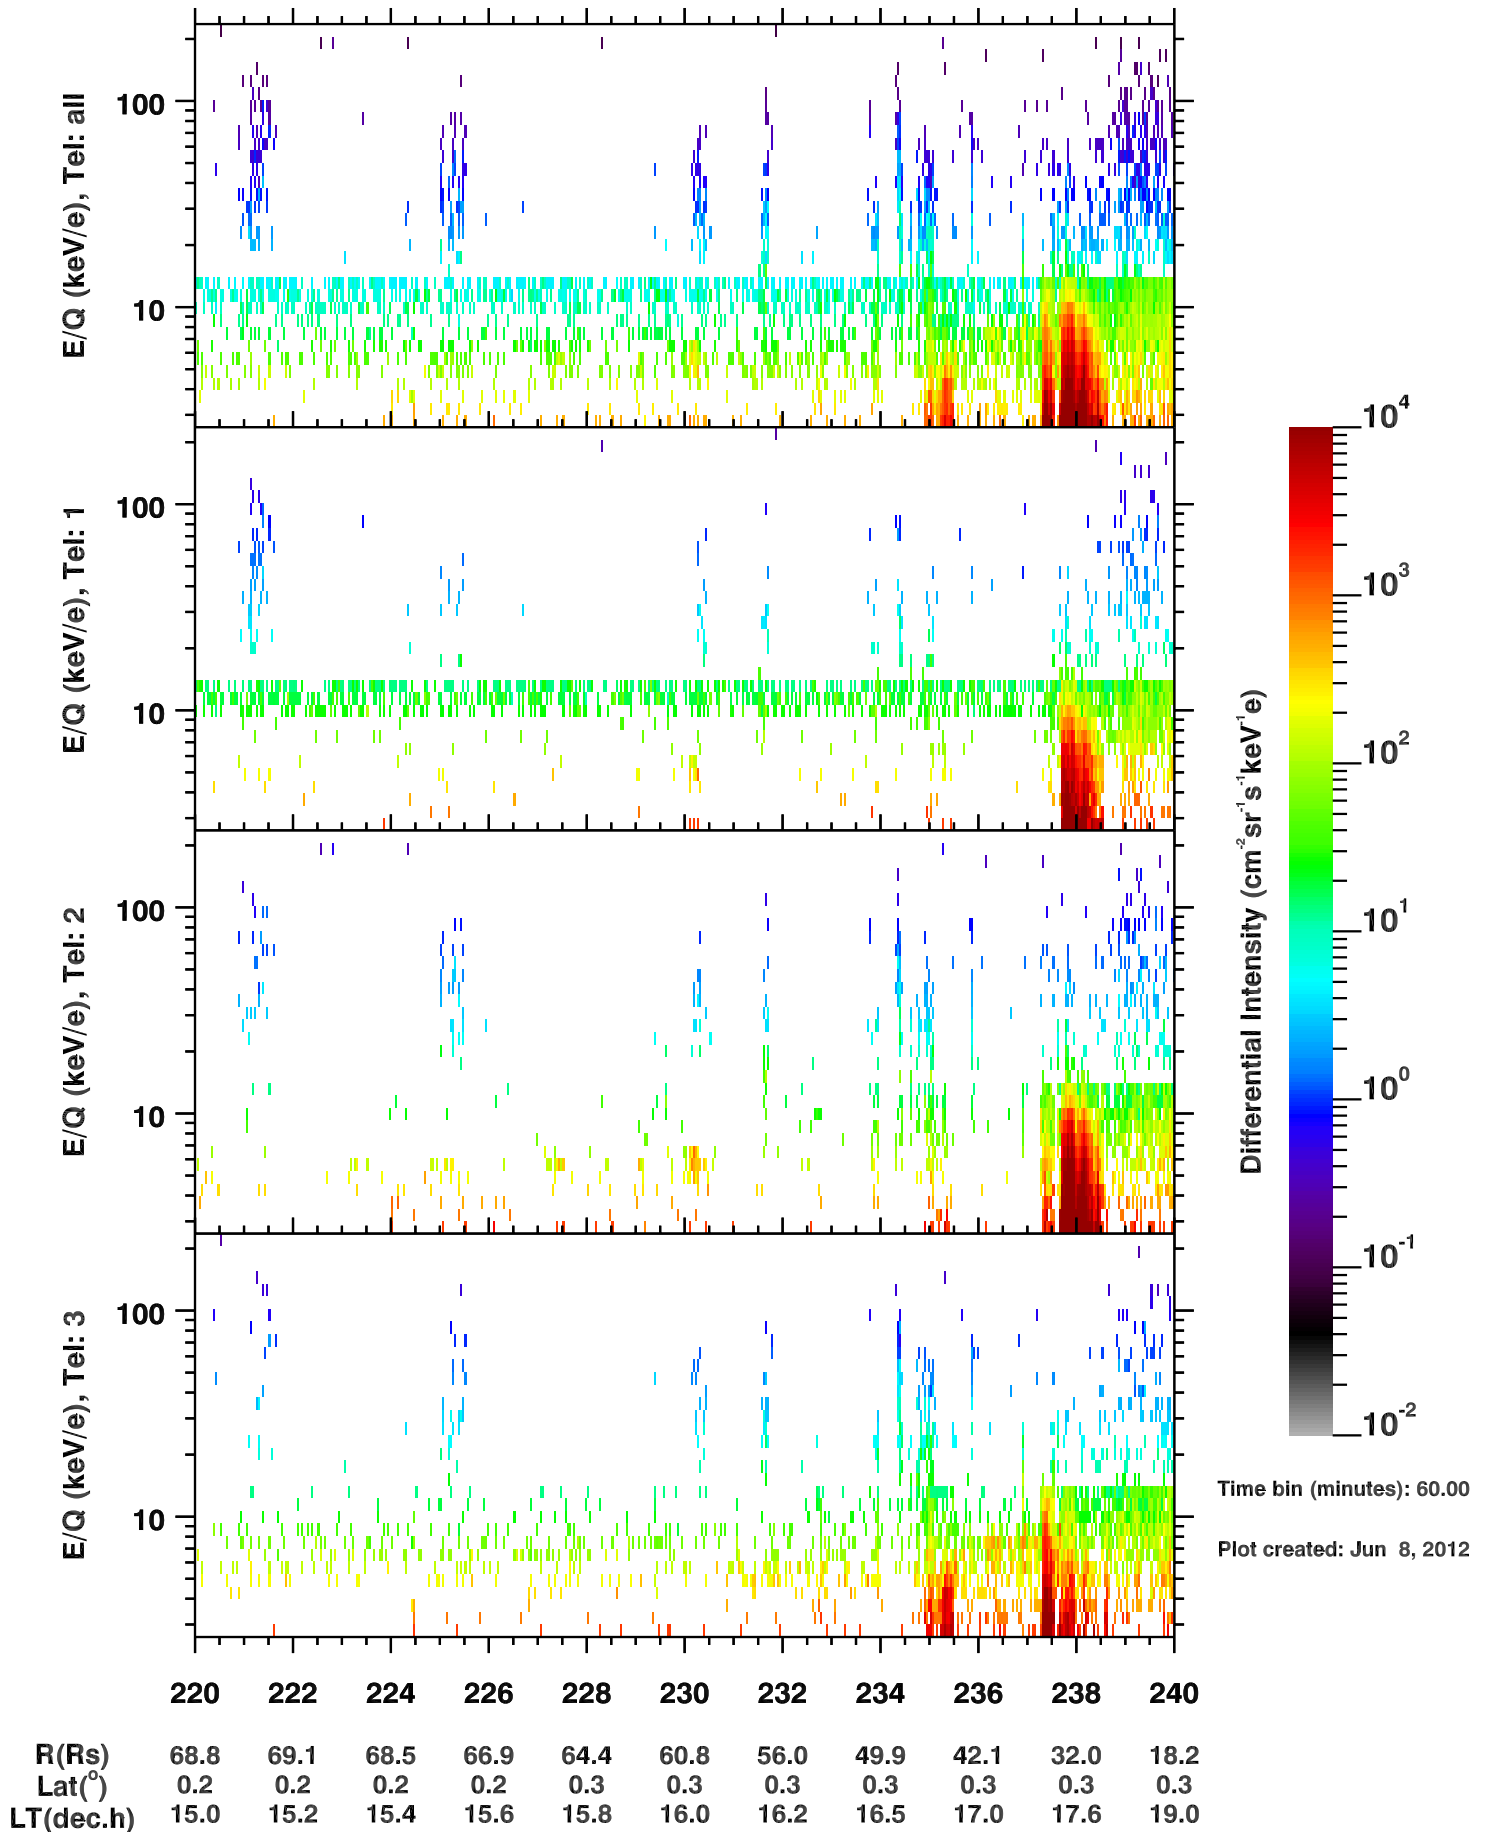 E/Q (keV/e), Tel: all
100
10
E/Q (keV/e), Tel: 1
100
10
E/Q (keV/e), Tel: 2
100
10
E/Q (keV/e), Tel: 3
100
10
10^4
10^3
10^2
10^1
10^0
10^-1
10^-2
Differential Intensity (cm^-2 sr^-1 s^-1 keV^-1 e)
Time bin (minutes): 60.00
Plot created: Jun 8, 2012
220 222 224 226 228 230 232 234 236 238 240
R(Rs) 68.8 69.1 68.5 66.9 64.4 60.8 56.0 49.9 42.1 32.0 18.2
Lat(°) 0.2 0.2 0.2 0.2 0.3 0.3 0.3 0.3 0.3 0.3 0.3
LT(dec.h) 15.0 15.2 15.4 15.6 15.8 16.0 16.2 16.5 17.0 17.6 19.0